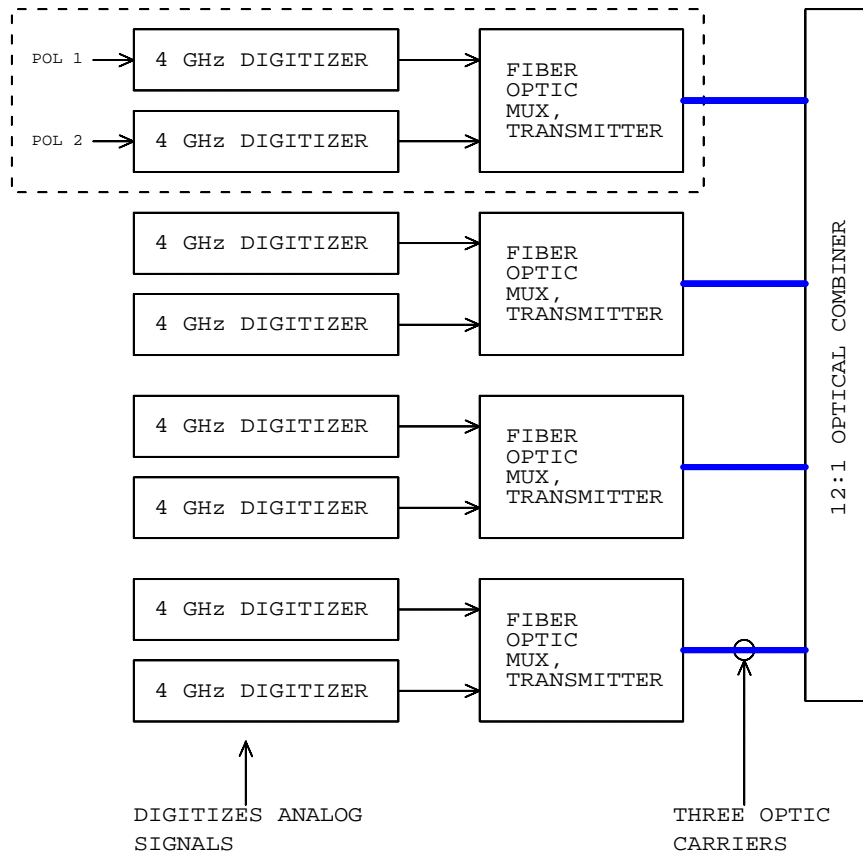 POL 1
4 GHz DIGITIZER
POL 2
4 GHz DIGITIZER
FIBER
OPTIC
MUX,
TRANSMITTER
4 GHz DIGITIZER
4 GHz DIGITIZER
FIBER
OPTIC
MUX,
TRANSMITTER
4 GHz DIGITIZER
4 GHz DIGITIZER
FIBER
OPTIC
MUX,
TRANSMITTER
4 GHz DIGITIZER
4 GHz DIGITIZER
FIBER
OPTIC
MUX,
TRANSMITTER
12:1 OPTICAL COMBINER
DIGITIZES ANALOG
SIGNALS
THREE OPTIC
CARRIERS